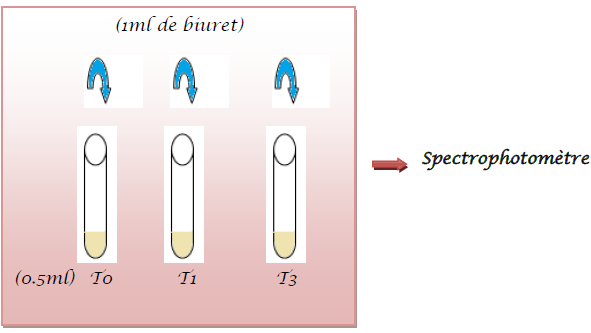 (1ml de biuret)
Spectrophotomètre
(0.5ml) T0 T1 T3